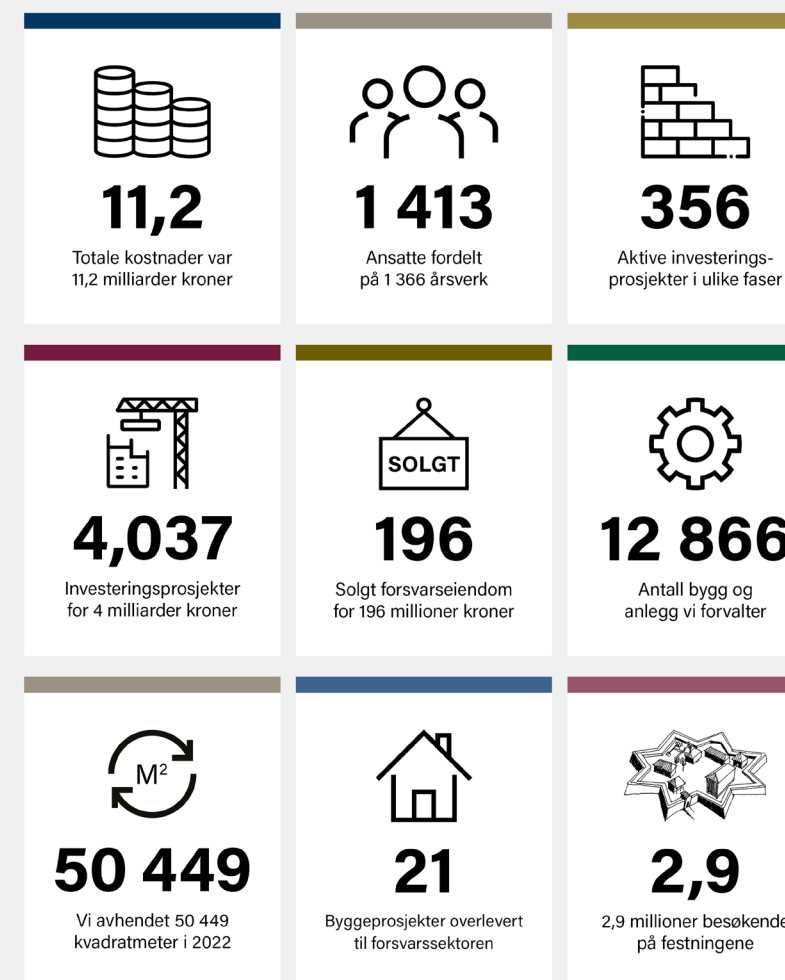 11,2
Totale kostnader var
11,2 milliarder kroner
1 413
Ansatte fordelt
på 1 366 årsverk
356
Aktive investerings-
prosjekter i ulike faser
4,037
Investeringsprosjekter
for 4 milliarder kroner
SOLGT
196
Solgt forsvarseiendom
for 196 millioner kroner
12 866
Antall bygg og
anlegg vi forvalter
M²
50 449
Vi avhendet 50 449
kvadratmeter i 2022
21
Byggeprosjekter overlevert
til forsvarssektoren
2,9
2,9 millioner besøkende
på festningene